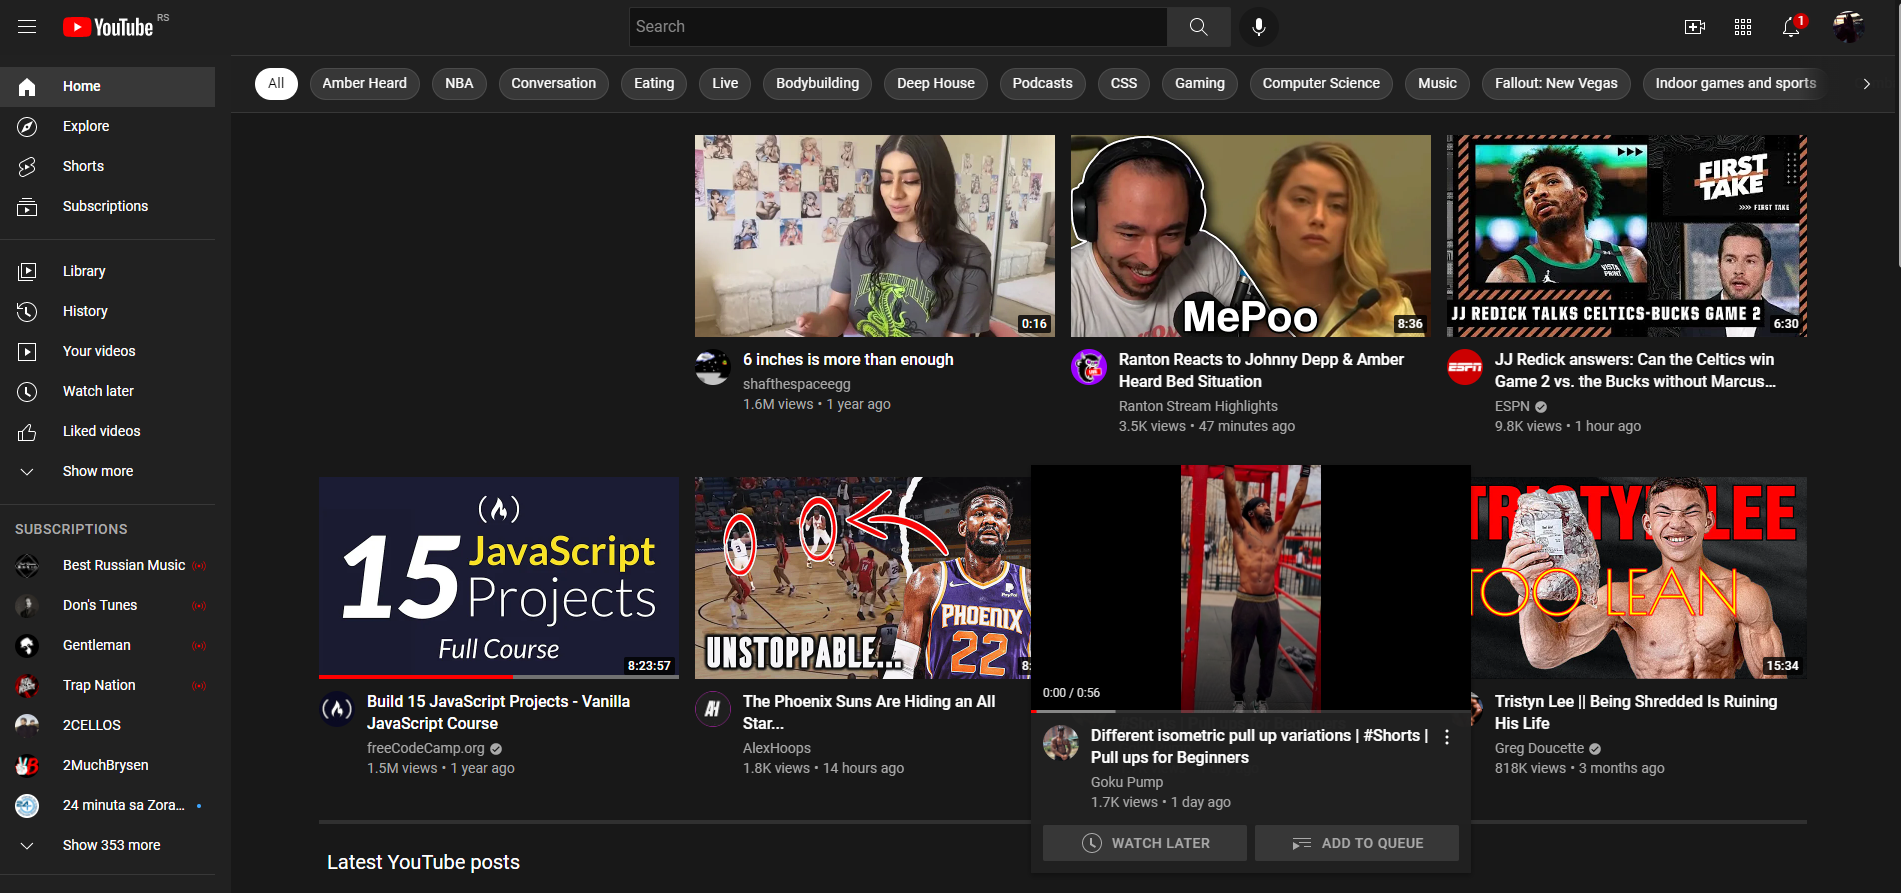 YouTube RS
Search
1
Home
Explore
Shorts
Subscriptions
Library
History
Your videos
Watch later
Liked videos
Show more
SUBSCRIPTIONS
Best Russian Music
Don's Tunes
Gentleman
Trap Nation
2CELLOS
2MuchBrysen
24 minuta sa Zora...
Show 353 more
All
Amber Heard
NBA
Conversation
Eating
Live
Bodybuilding
Deep House
Podcasts
CSS
Gaming
Computer Science
Music
Fallout: New Vegas
Indoor games and sports
0:16
6 inches is more than enough
shafthespaceegg
1.6M views • 1 year ago
MePoo
8:36
Ranton Reacts to Johnny Depp & Amber
Heard Bed Situation
Ranton Stream Highlights
3.5K views • 47 minutes ago
FIRST
TAKE
FIRST TAKE
VISTA
PRINT
JJ REDICK TALKS CELTICS-BUCKS GAME 2
6:30
ESPN
JJ Redick answers: Can the Celtics win
Game 2 vs. the Bucks without Marcus...
ESPN
9.8K views • 1 hour ago
15 JavaScript
Projects
Full Course
8:23:57
Build 15 JavaScript Projects - Vanilla
JavaScript Course
freeCodeCamp.org
1.5M views • 1 year ago
3
PayPal
PHOENIX
22
UNSTOPPABLE...
8:
AH
The Phoenix Suns Are Hiding an All
Star...
AlexHoops
1.8K views • 14 hours ago
0:00 / 0:56
Different isometric pull up variations | #Shorts |
Pull ups for Beginners
Goku Pump
1.7K views • 1 day ago
WATCH LATER
ADD TO QUEUE
TRISTYN LEE
TOO LEAN
15:34
Tristyn Lee || Being Shredded Is Ruining
His Life
Greg Doucette
818K views • 3 months ago
Latest YouTube posts